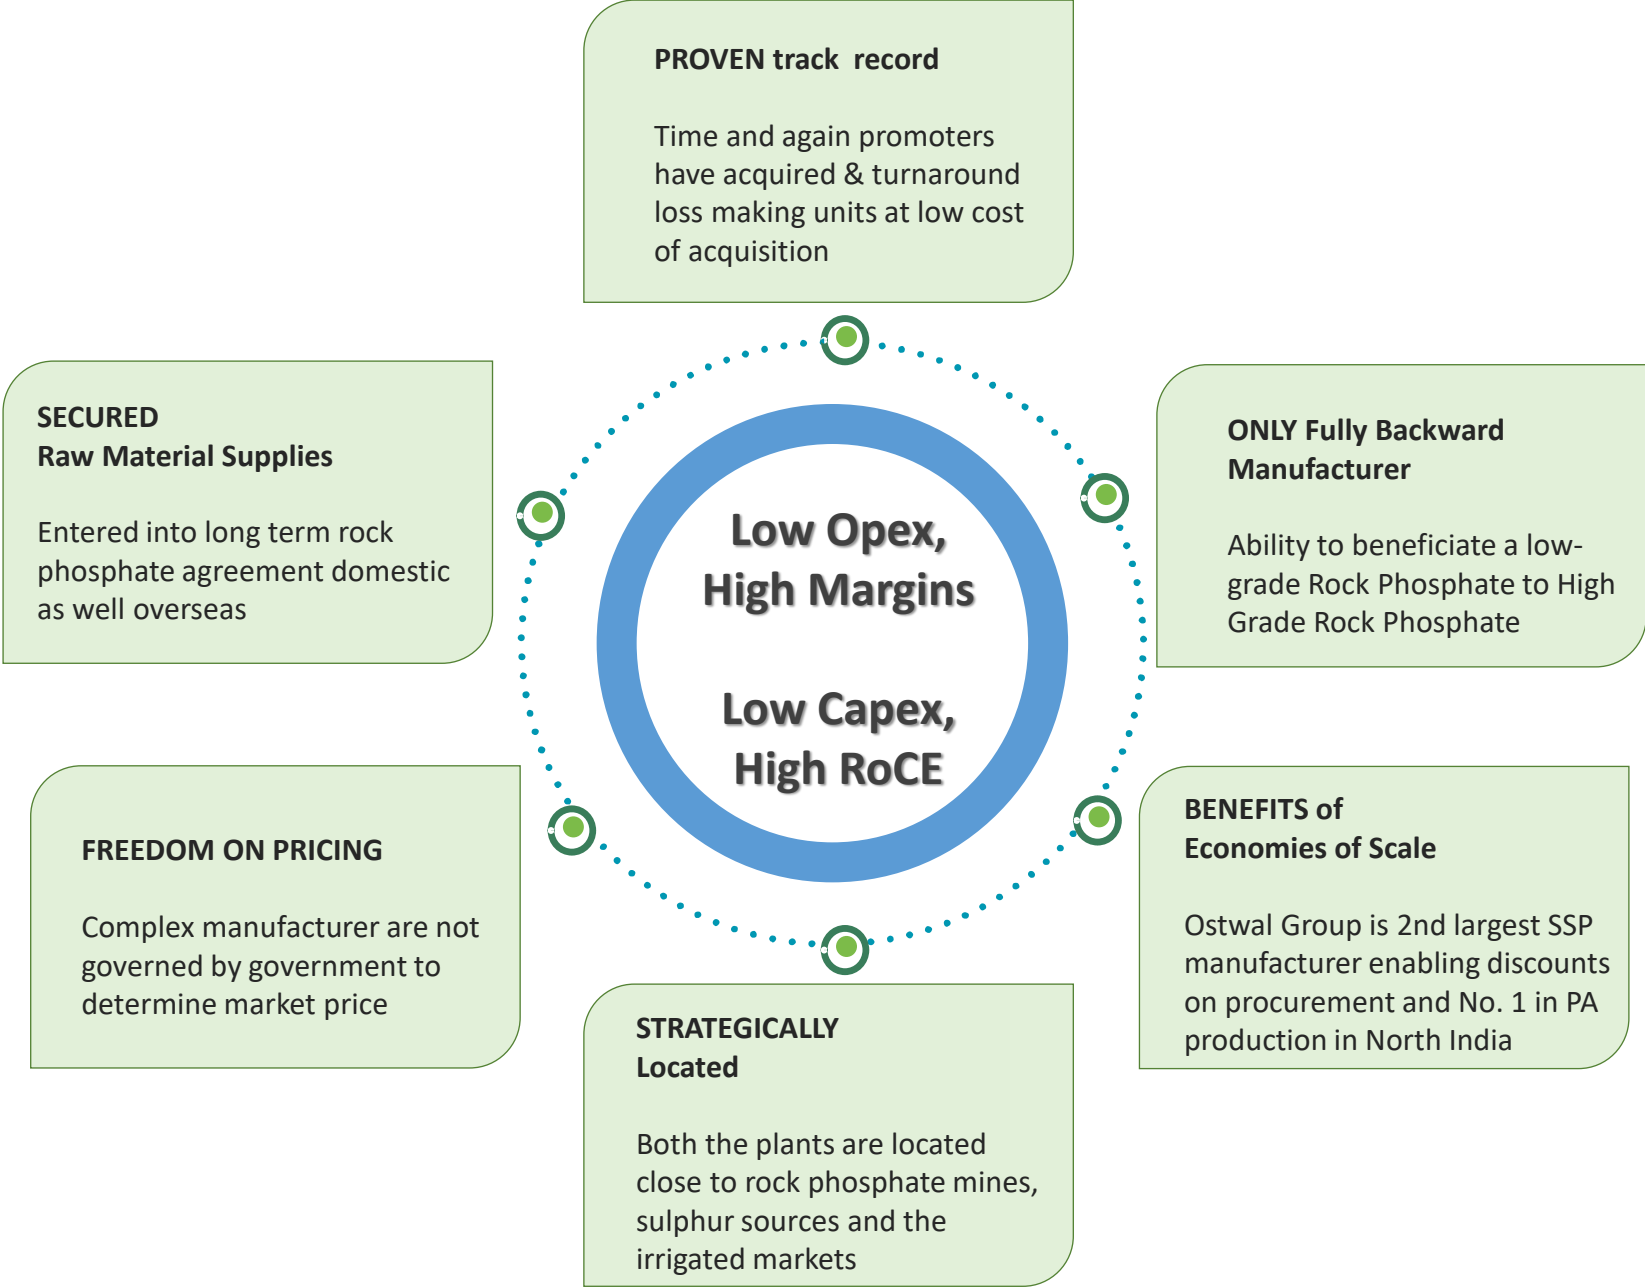 PROVEN track record
Time and again promoters
have acquired & turnaround
loss making units at low cost
of acquisition
SECURED
Raw Material Supplies
Entered into long term rock
phosphate agreement domestic
as well overseas
ONLY Fully Backward
Manufacturer
Ability to beneficiate a low-
grade Rock Phosphate to High
Grade Rock Phosphate
Low Opex,
High Margins
Low Capex,
High RoCE
FREEDOM ON PRICING
Complex manufacturer are not
governed by government to
determine market price
BENEFITS of
Economies of Scale
Ostwal Group is 2nd largest SSP
manufacturer enabling discounts
on procurement and No. 1 in PA
production in North India
STRATEGICALLY
Located
Both the plants are located
close to rock phosphate mines,
sulphur sources and the
irrigated markets